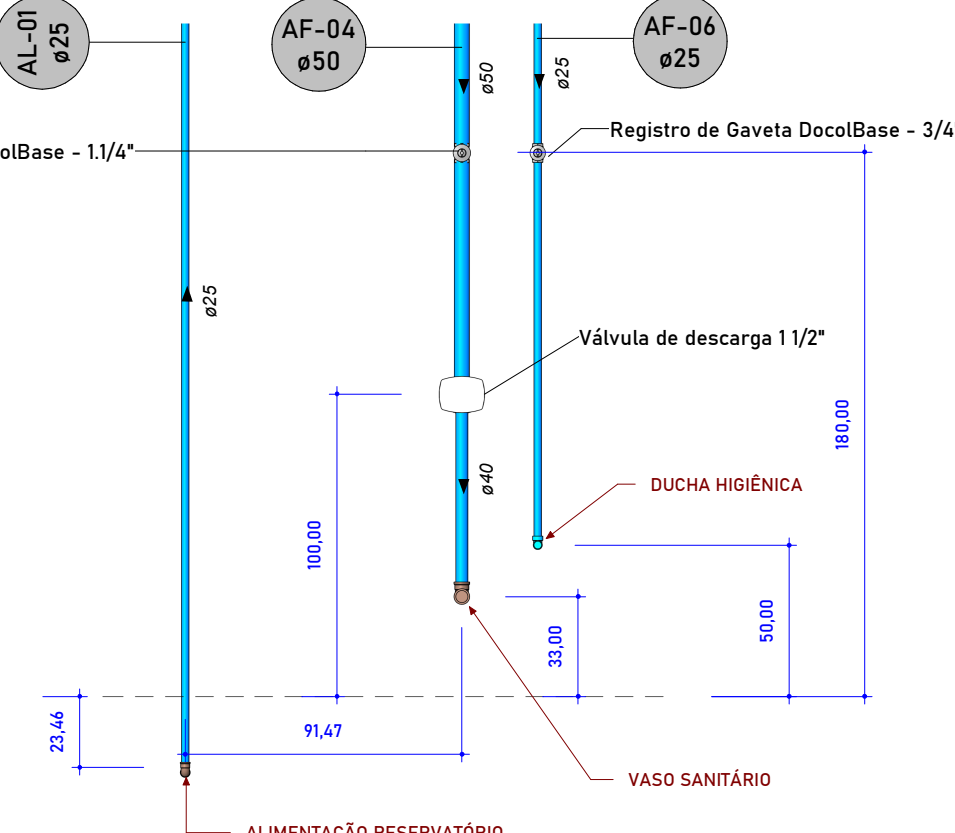 AL-01
ø25
AF-04
ø50
AF-06
ø25
ø50
ø25
olBase - 1.1/4"
Registro de Gaveta DocolBase - 3/4"
ø25
Válvula de descarga 1 1/2"
180,00
ø40
DUCHA HIGIÊNICA
100,00
33,00
50,00
23,46
91,47
VASO SANITÁRIO
ALIMENTAÇÃO RESERVATÓRIO